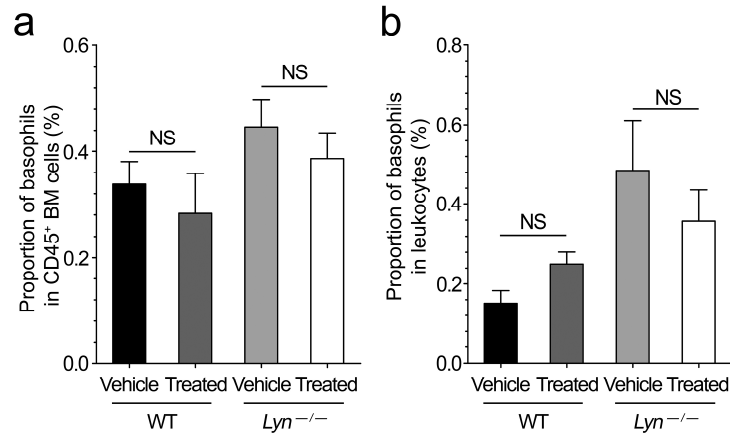 a
Proportion of basophils
in CD45⁺ BM cells (%)
0.6
0.4
0.2
0.0
NS
NS
Vehicle Treated Vehicle Treated
WT
Lyn⁻/⁻
b
Proportion of basophils
in leukocytes (%)
0.8
0.6
0.4
0.2
0.0
NS
NS
Vehicle Treated Vehicle Treated
WT
Lyn⁻/⁻